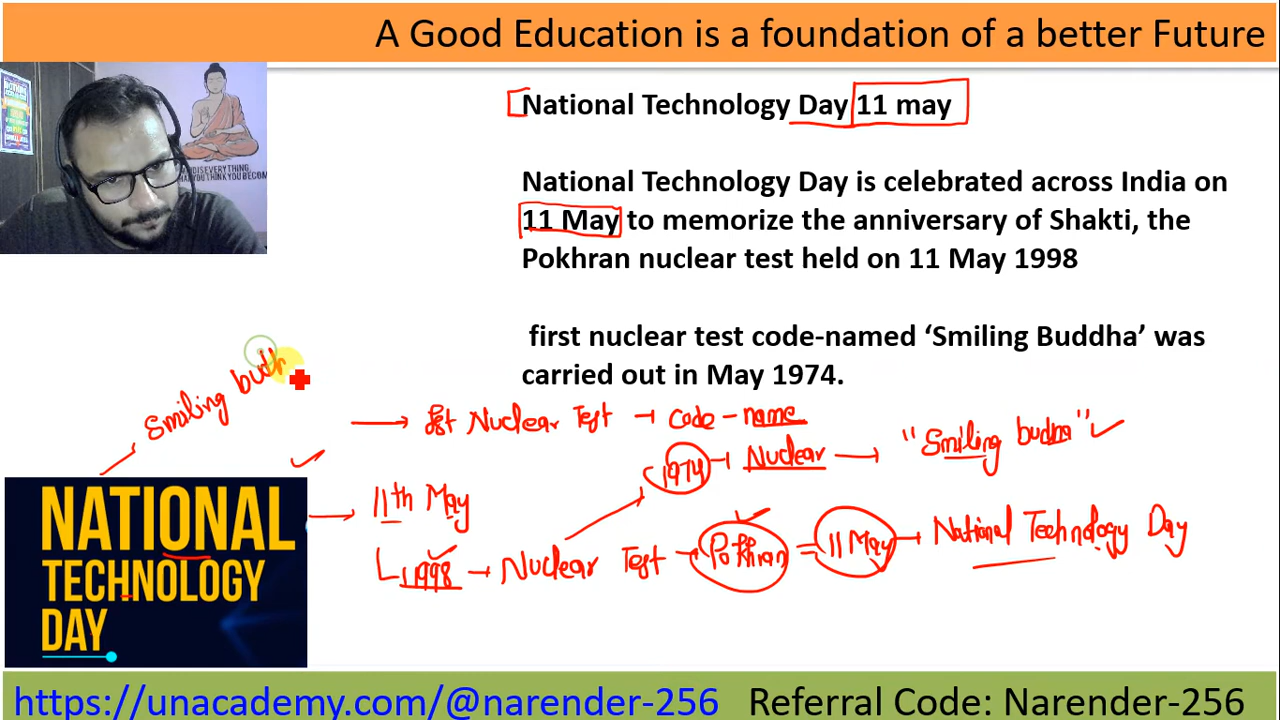 A Good Education is a foundation of a better Future
National Technology Day 11 may
National Technology Day is celebrated across India on
11 May to memorize the anniversary of Shakti, the
Pokhran nuclear test held on 11 May 1998
first nuclear test code-named ‘Smiling Buddha’ was
carried out in May 1974.
Smiling budh
Nuclear Test → Code - name
1974 → Nuclear → "Smiling budha" ✓
11th May
1998 → Nuclear Test → Pokhran = 11 May → National Technology Day
NATIONAL
TECHNOLOGY
DAY
https://unacademy.com/@narender-256 Referral Code: Narender-256